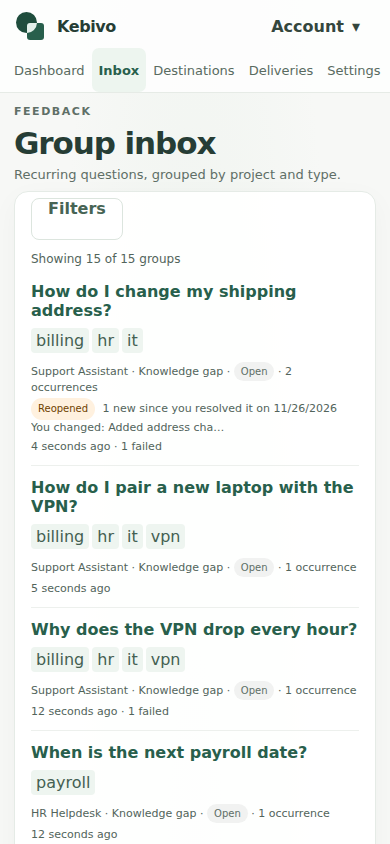 Kebivo
Account ▾
Dashboard Inbox Destinations Deliveries Settings
FEEDBACK
Group inbox
Recurring questions, grouped by project and type.
Filters
Showing 15 of 15 groups
How do I change my shipping
address?
billing hr it
Support Assistant · Knowledge gap · Open · 2
occurrences
Reopened 1 new since you resolved it on 11/26/2026
You changed: Added address cha…
4 seconds ago · 1 failed
How do I pair a new laptop with the
VPN?
billing hr it vpn
Support Assistant · Knowledge gap · Open · 1 occurrence
5 seconds ago
Why does the VPN drop every hour?
billing hr it vpn
Support Assistant · Knowledge gap · Open · 1 occurrence
12 seconds ago · 1 failed
When is the next payroll date?
payroll
HR Helpdesk · Knowledge gap · Open · 1 occurrence
12 seconds ago